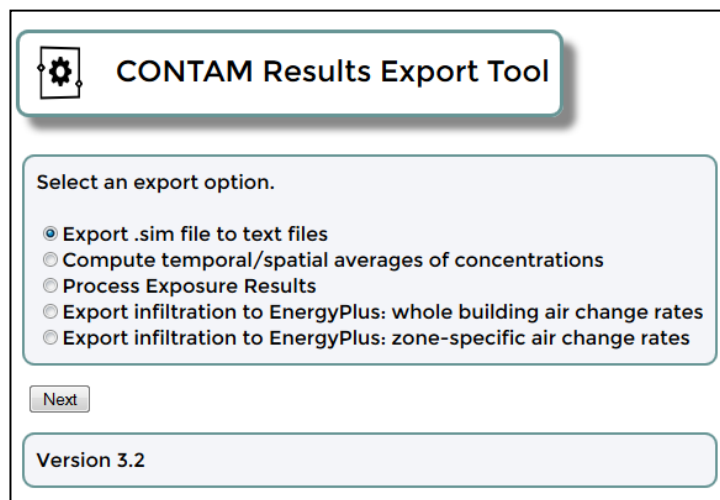 CONTAM Results Export Tool
Select an export option.
Export .sim file to text files
Compute temporal/spatial averages of concentrations
Process Exposure Results
Export infiltration to EnergyPlus: whole building air change rates
Export infiltration to EnergyPlus: zone-specific air change rates
Next
Version 3.2